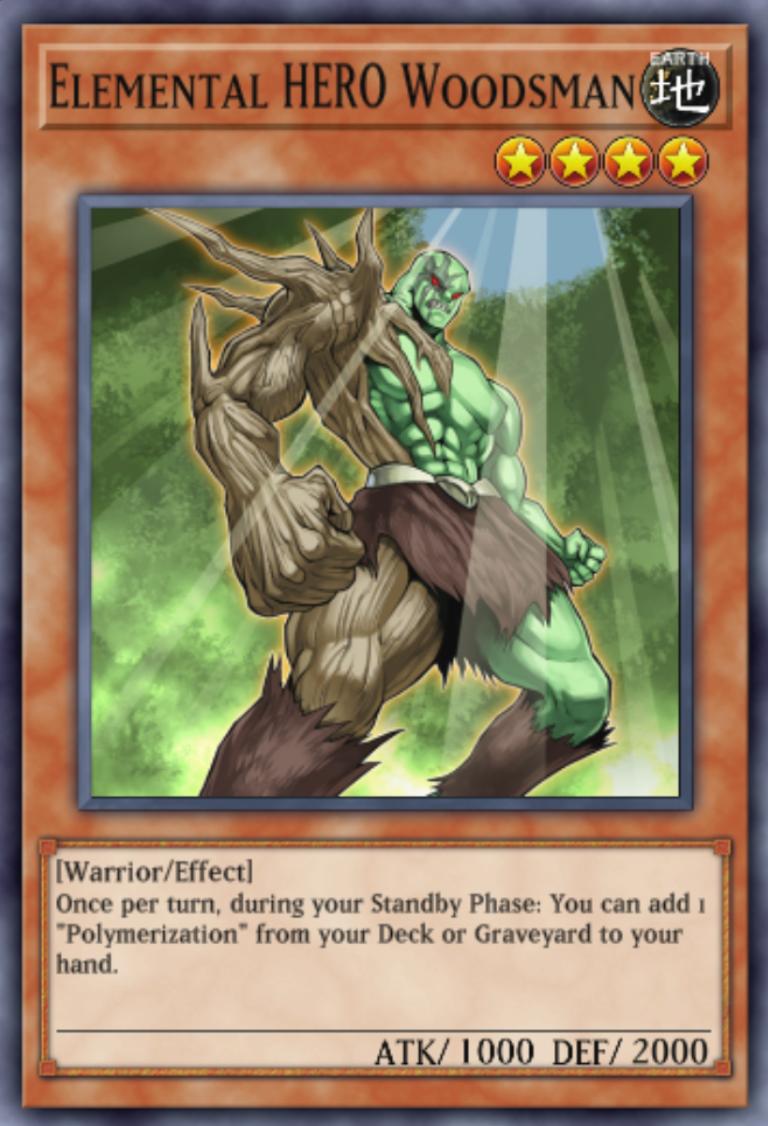 ELEMENTAL HERO WOODSMAN
EARTH
地
[Warrior/Effect]
Once per turn, during your Standby Phase: You can add 1
"Polymerization" from your Deck or Graveyard to your
hand.
ATK/ 1000 DEF/ 2000